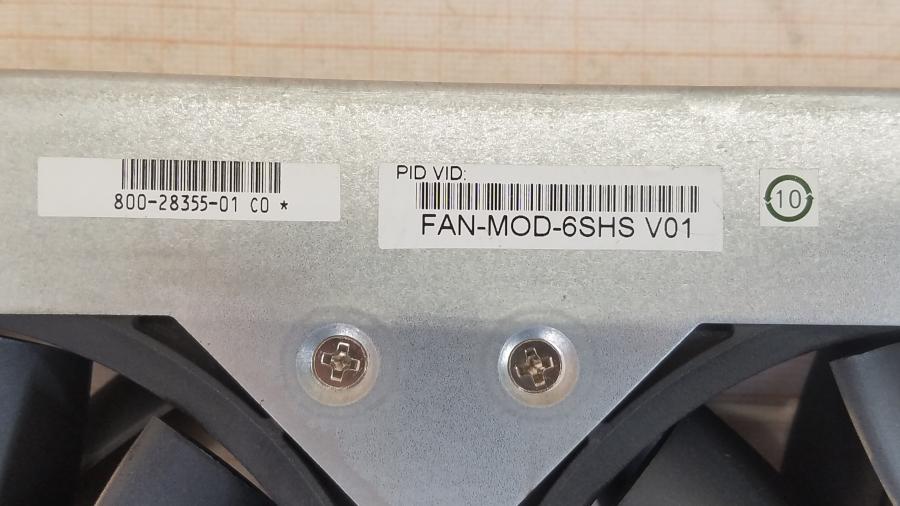 800-28355-01 C0 *
PID VID:
FAN-MOD-6SHS V01
10